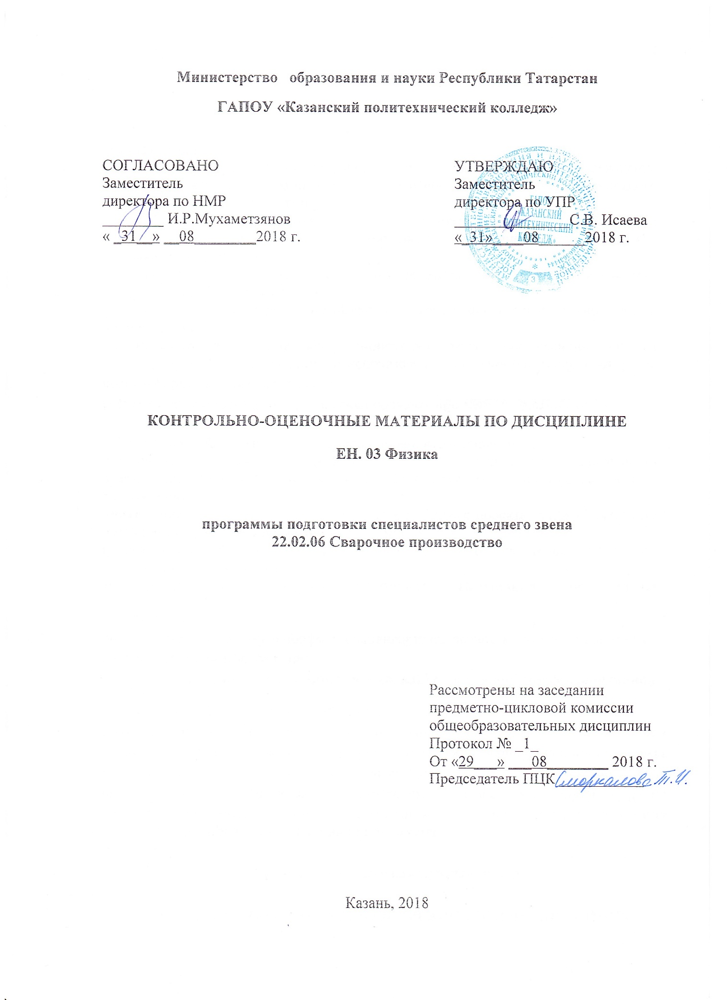 Министерство образования и науки Республики Татарстан
ГАПОУ «Казанский политехнический колледж»
СОГЛАСОВАНО
Заместитель
директора по НМР
________ И.Р.Мухаметзянов
« _31__ » __08________2018 г.
УТВЕРЖДАЮ
Заместитель
директора по УПР
_______________С.В. Исаева
«_31»____08______2018 г.
ГАПОУ
«КАЗАНСКИЙ
ПОЛИТЕХНИЧЕСКИЙ
КОЛЛЕДЖ»
3
КОНТРОЛЬНО-ОЦЕНОЧНЫЕ МАТЕРИАЛЫ ПО ДИСЦИПЛИНЕ
ЕН. 03 Физика
программы подготовки специалистов среднего звена
22.02.06 Сварочное производство
Рассмотрены на заседании
предметно-цикловой комиссии
общеобразовательных дисциплин
Протокол № _1_
От «29___» ___08________ 2018 г.
Председатель ПЦК Сморкалова Т.И.
Казань, 2018